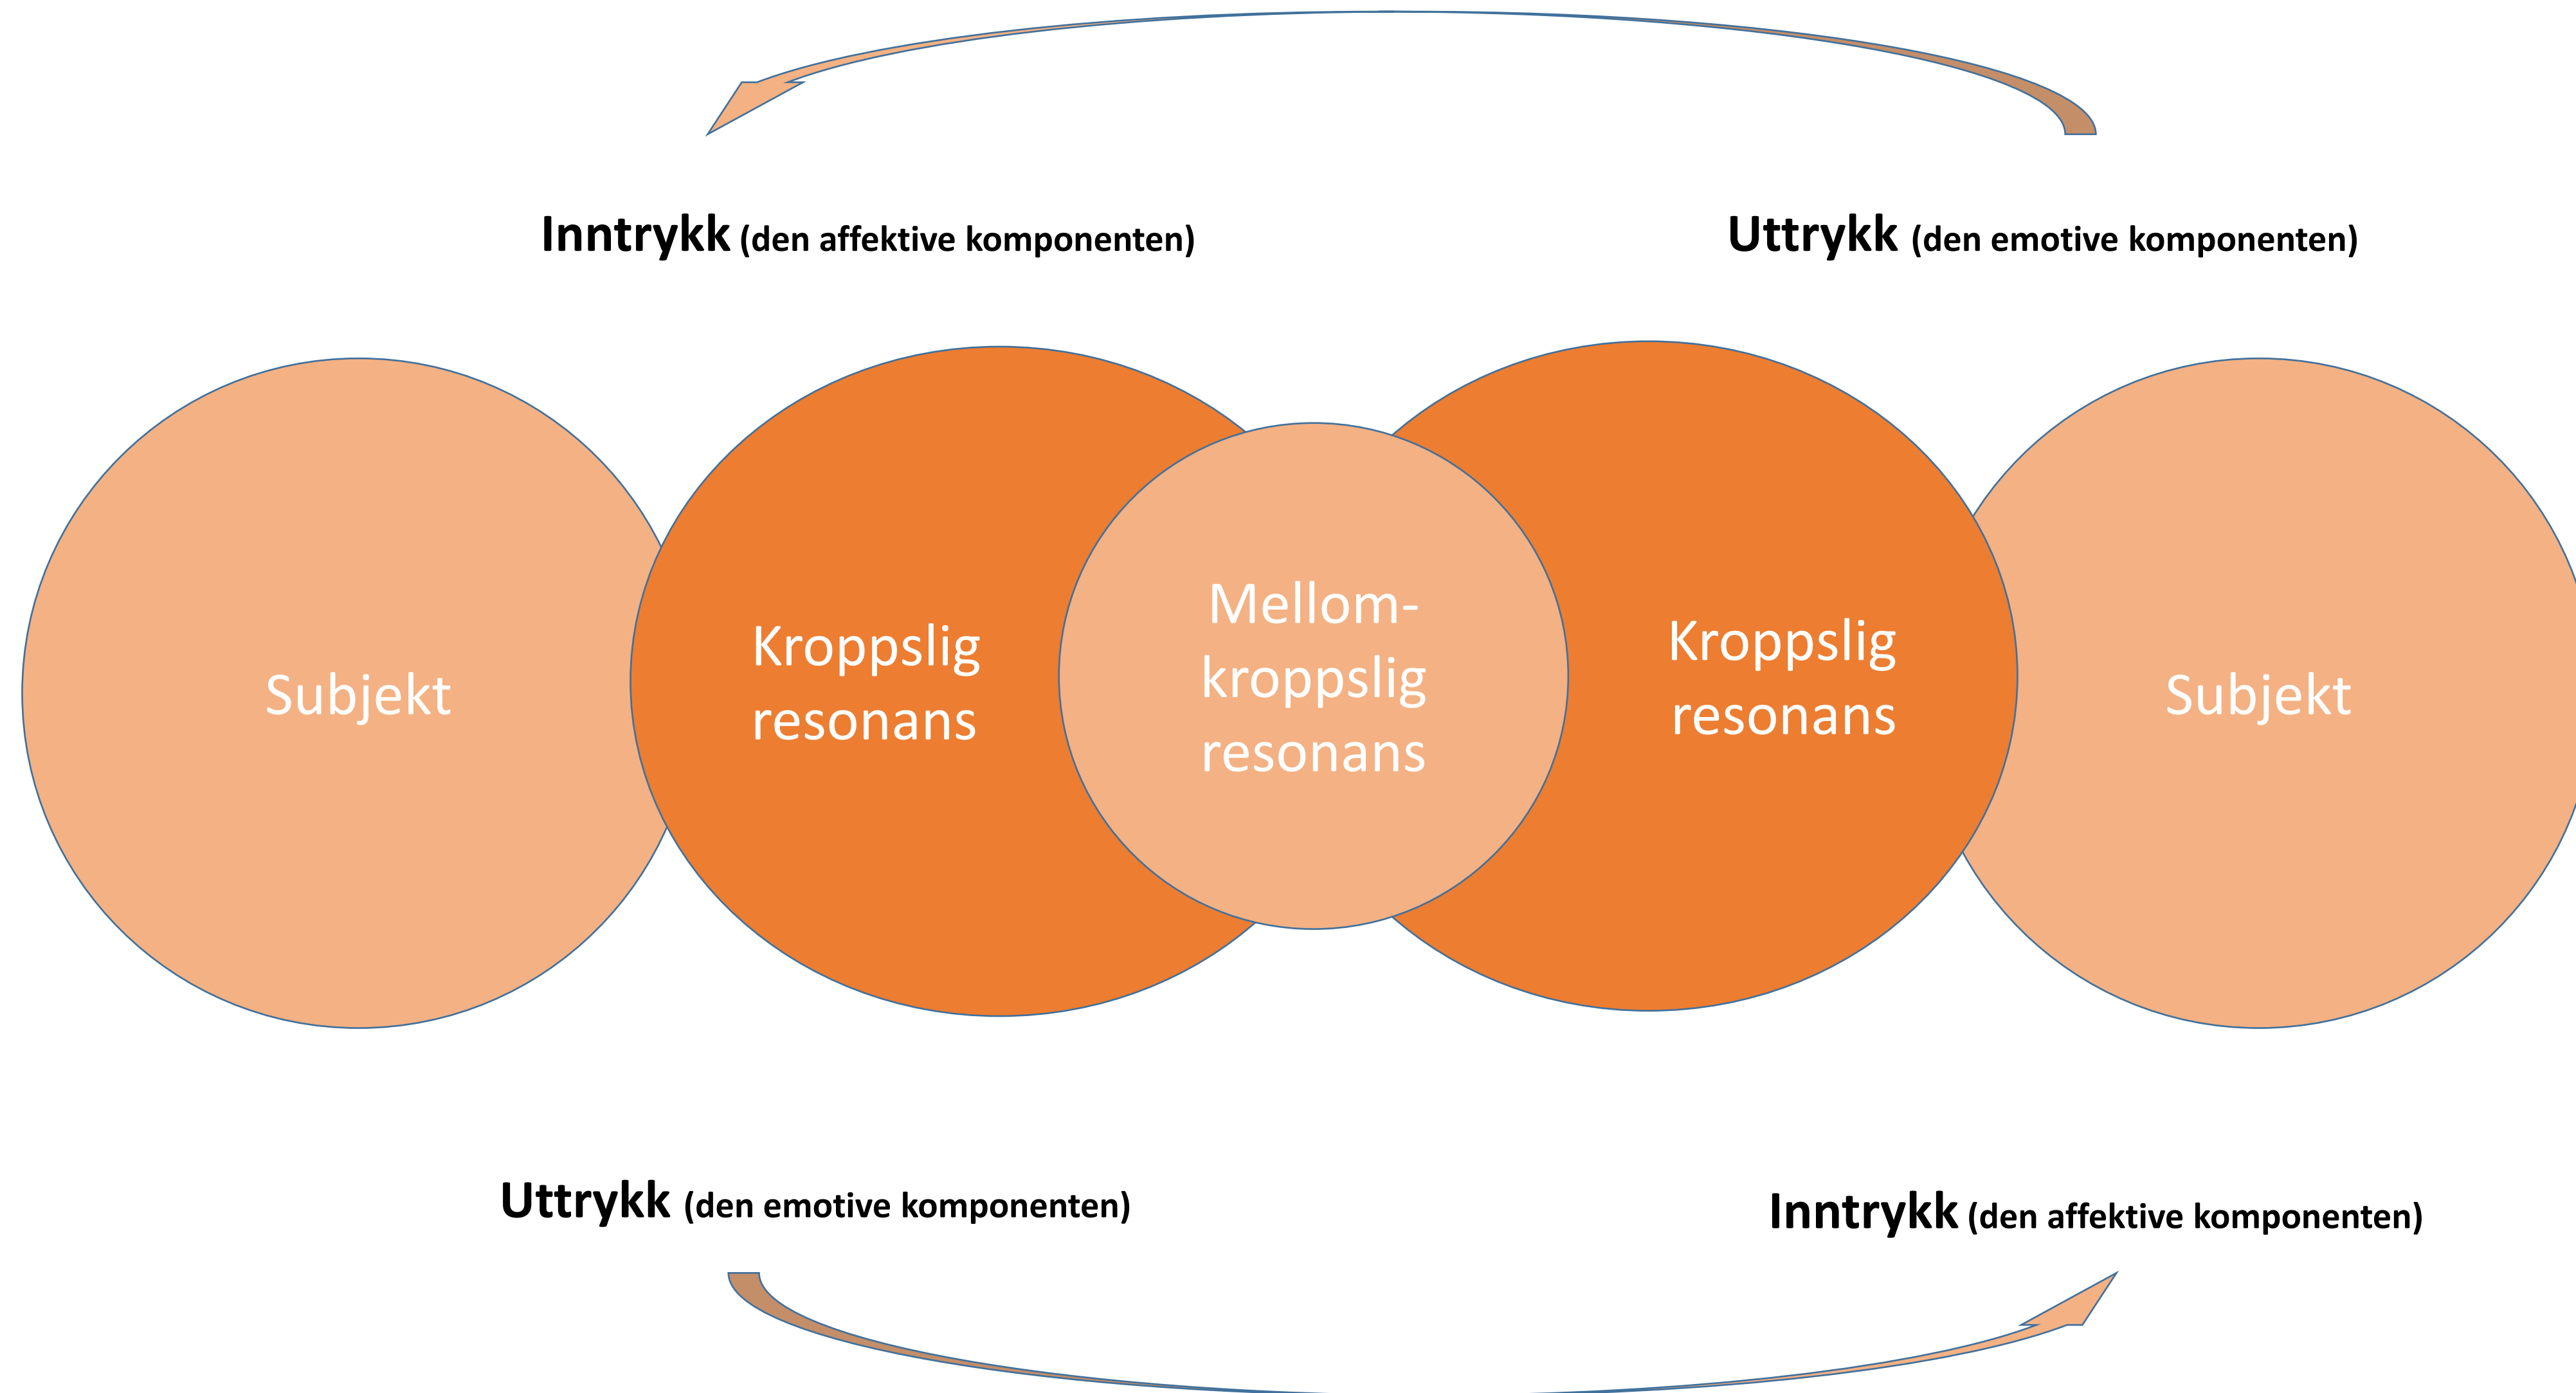 Inntrykk (den affektive komponenten)
Uttrykk (den emotive komponenten)
Subjekt
Kroppslig
resonans
Mellom-
kroppslig
resonans
Kroppslig
resonans
Subjekt
Uttrykk (den emotive komponenten)
Inntrykk (den affektive komponenten)